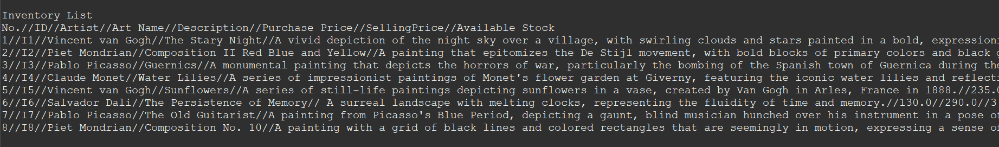 Inventory List
No.//ID//Artist//Art Name//Description//Purchase Price//SellingPrice//Available Stock
1//I1//Vincent van Gogh//The Stary Night//A vivid depiction of the night sky over a village, with swirling clouds and stars painted in a bold, expressioni
2//I2//Piet Mondrian//Composition II Red Blue and Yellow//A painting that epitomizes the De Stijl movement, with bold blocks of primary colors and black g
3//I3//Pablo Picasso//Guernics//A monumental painting that depicts the horrors of war, particularly the bombing of the Spanish town of Guernica during the
4//I4//Claude Monet//Water Lilies//A series of impressionist paintings of Monet's flower garden at Giverny, featuring the iconic water lilies and reflecti
5//I5//Vincent van Gogh//Sunflowers//A series of still-life paintings depicting sunflowers in a vase, created by Van Gogh in Arles, France in 1888.//235.0
6//I6//Salvador Dali//The Persistence of Memory// A surreal landscape with melting clocks, representing the fluidity of time and memory.//130.0//290.0//3
7//I7//Pablo Picasso//The Old Guitarist//A painting from Picasso's Blue Period, depicting a gaunt, blind musician hunched over his instrument in a pose of
8//I8//Piet Mondrian//Composition No. 10//A painting with a grid of black lines and colored rectangles that are seemingly in motion, expressing a sense of